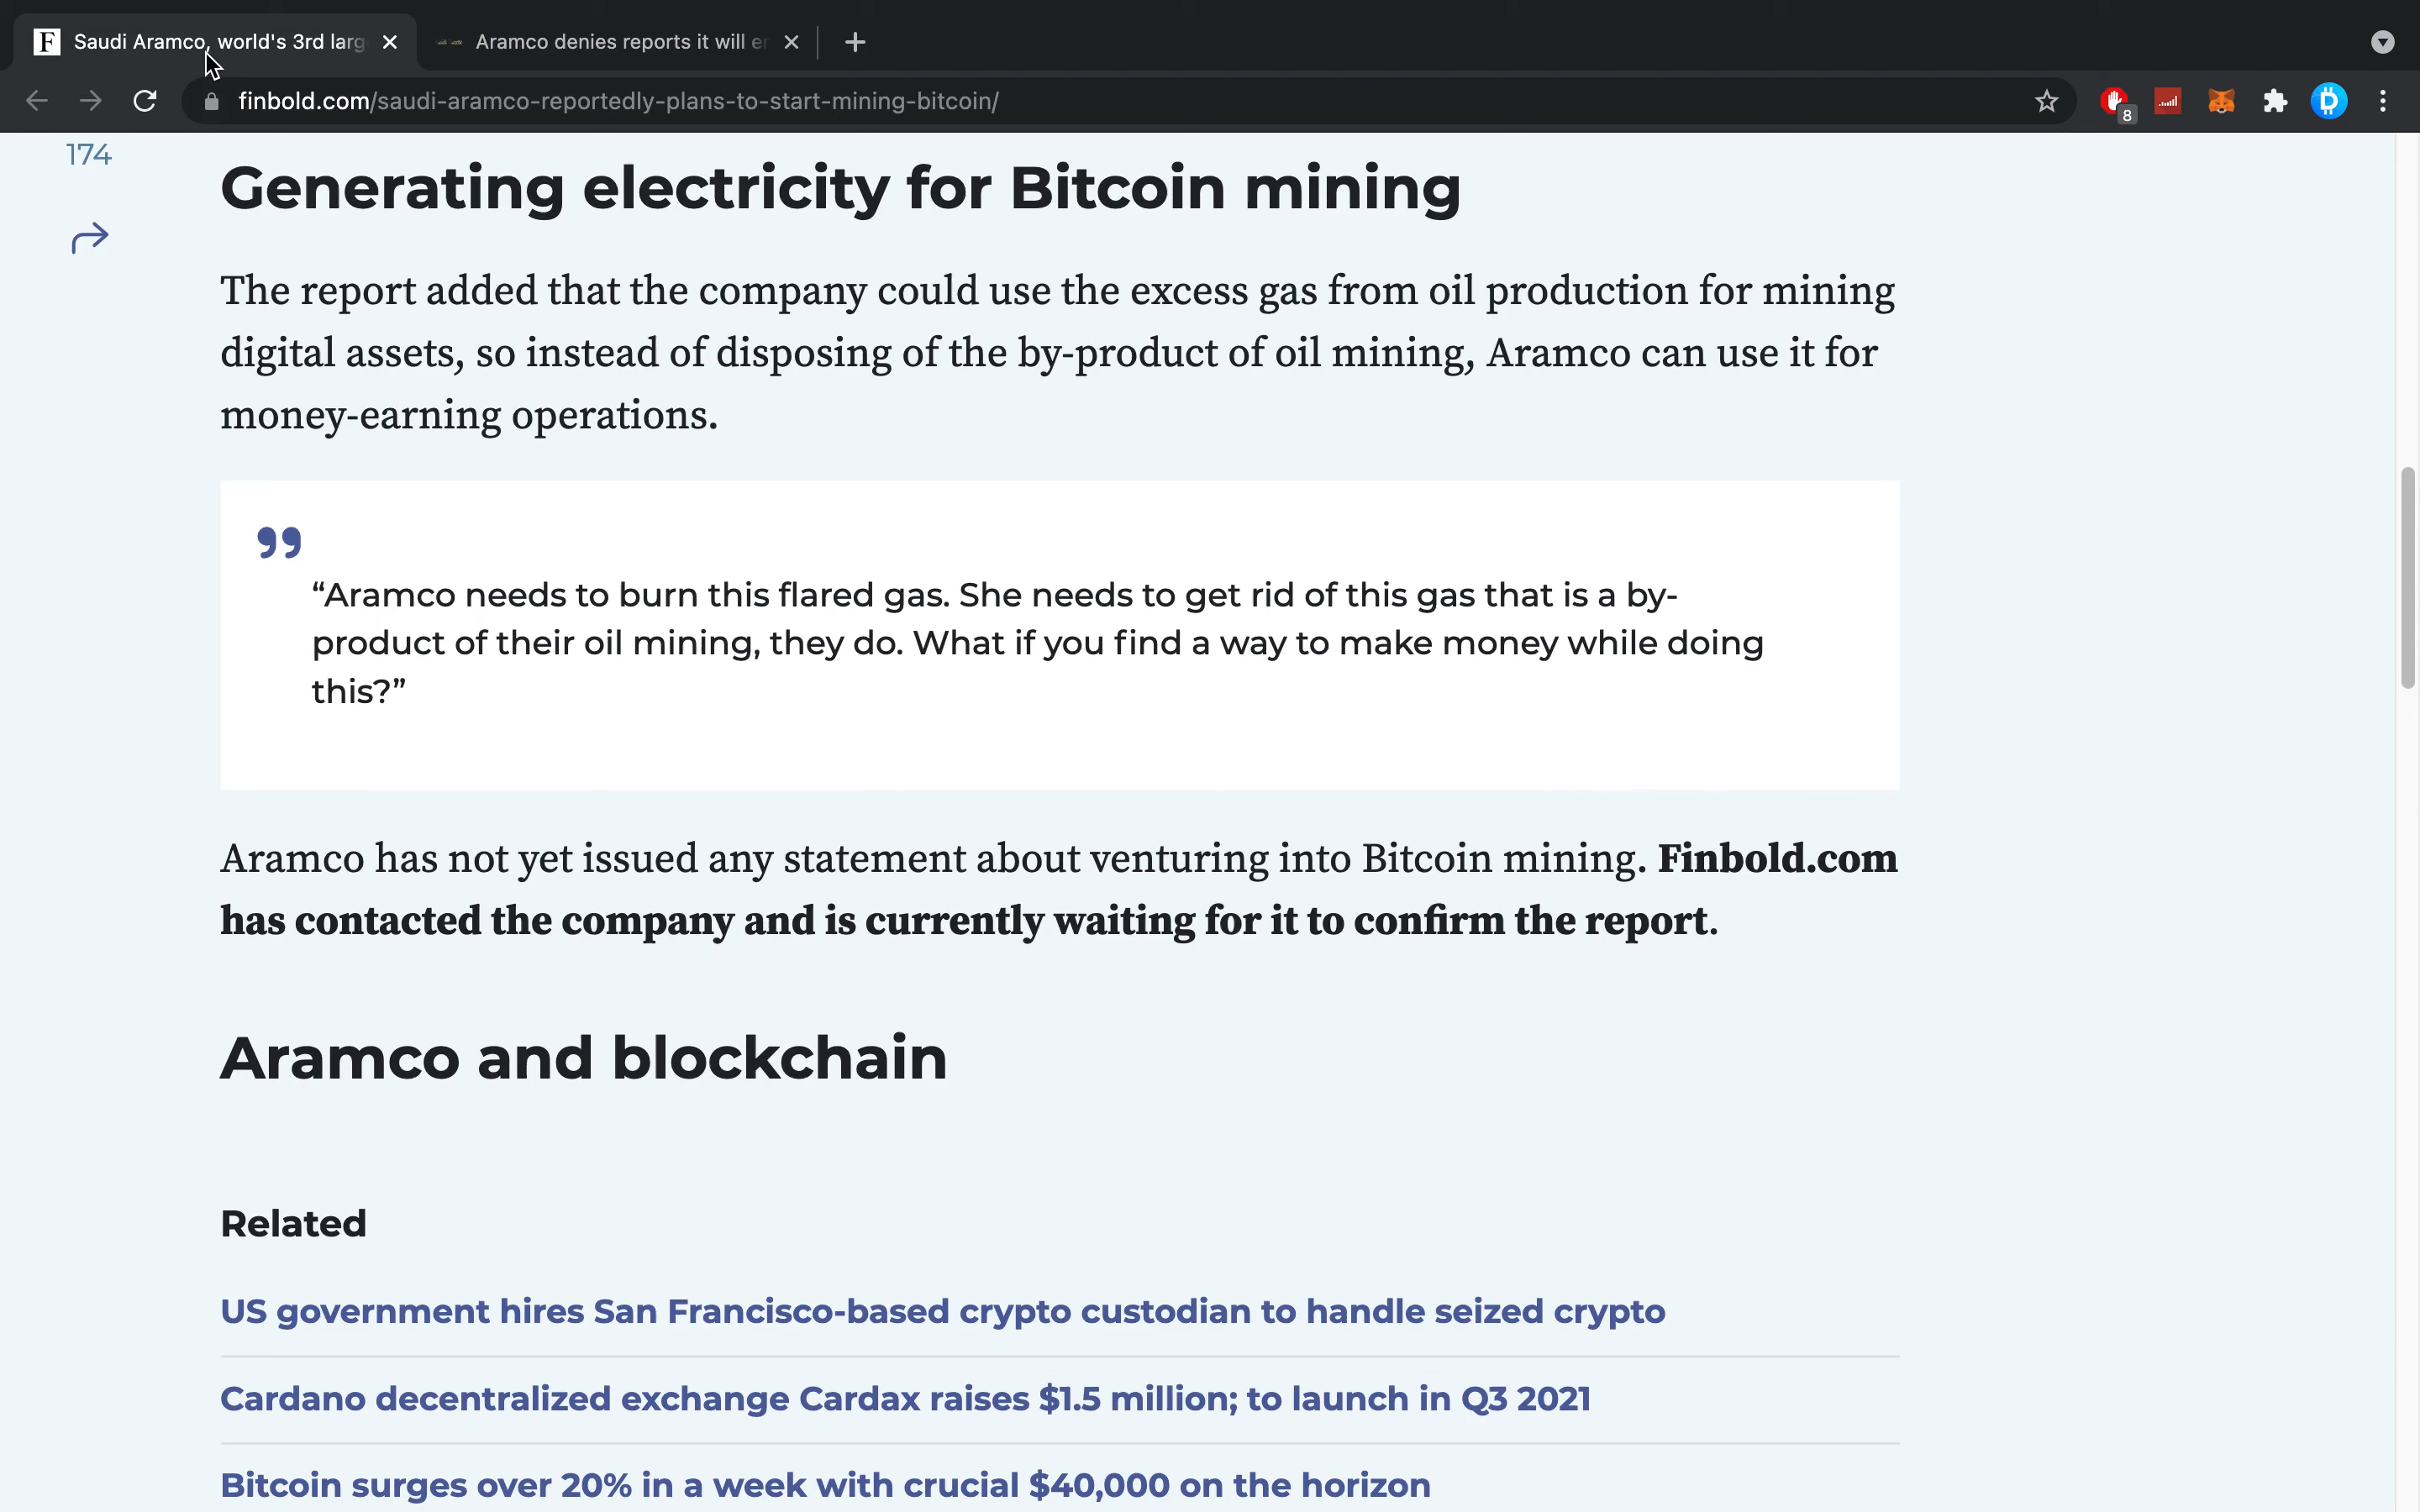 Saudi Aramco, world's 3rd larg
Aramco denies reports it will er
finbold.com/saudi-aramco-reportedly-plans-to-start-mining-bitcoin/
8
174
Generating electricity for Bitcoin mining
The report added that the company could use the excess gas from oil production for mining
digital assets, so instead of disposing of the by-product of oil mining, Aramco can use it for
money-earning operations.
“Aramco needs to burn this flared gas. She needs to get rid of this gas that is a by-
product of their oil mining, they do. What if you find a way to make money while doing
this?”
Aramco has not yet issued any statement about venturing into Bitcoin mining. Finbold.com
has contacted the company and is currently waiting for it to confirm the report.
Aramco and blockchain
Related
US government hires San Francisco-based crypto custodian to handle seized crypto
Cardano decentralized exchange Cardax raises $1.5 million; to launch in Q3 2021
Bitcoin surges over 20% in a week with crucial $40,000 on the horizon